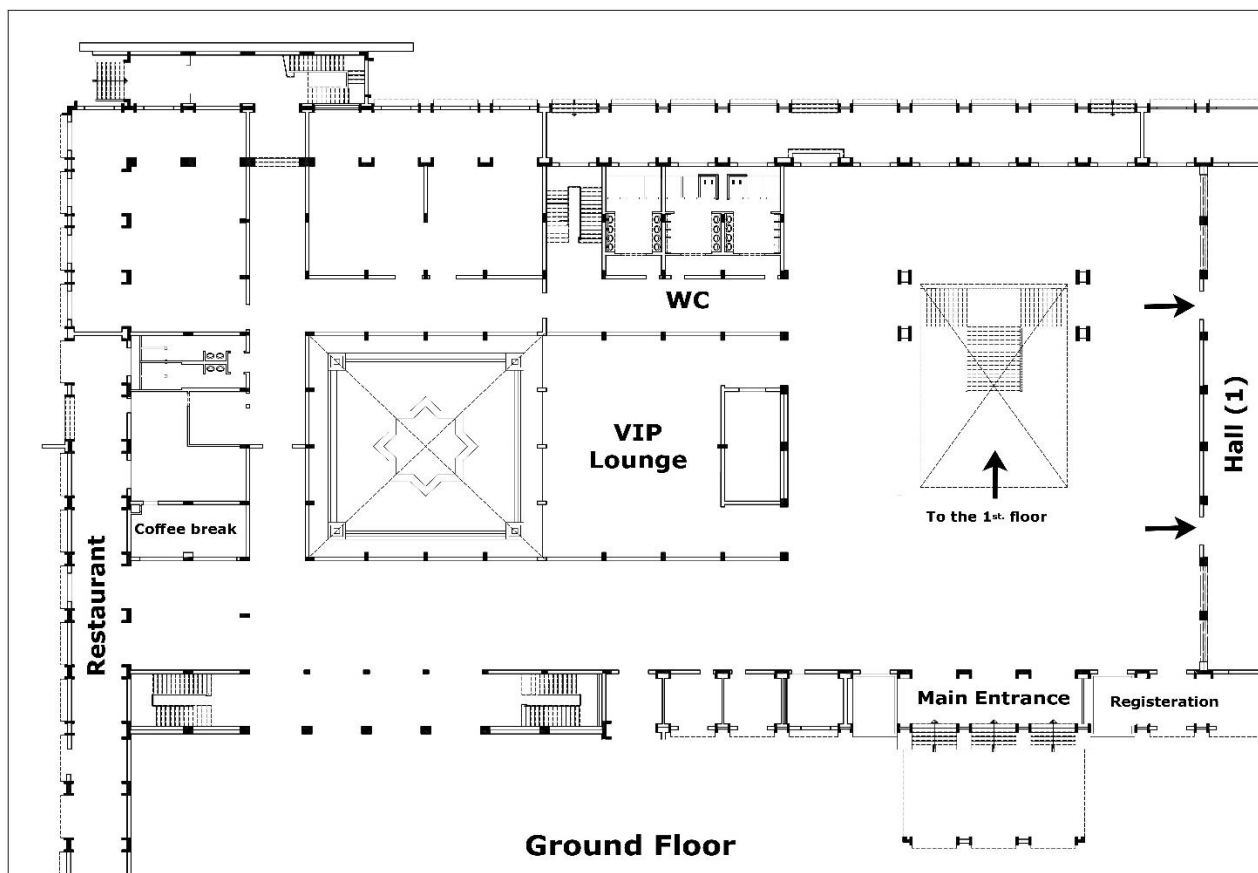 WC
Hall (1)
VIP
Lounge
To the 1st. floor
Coffee break
Restaurant
Main Entrance
Registeration
Ground Floor